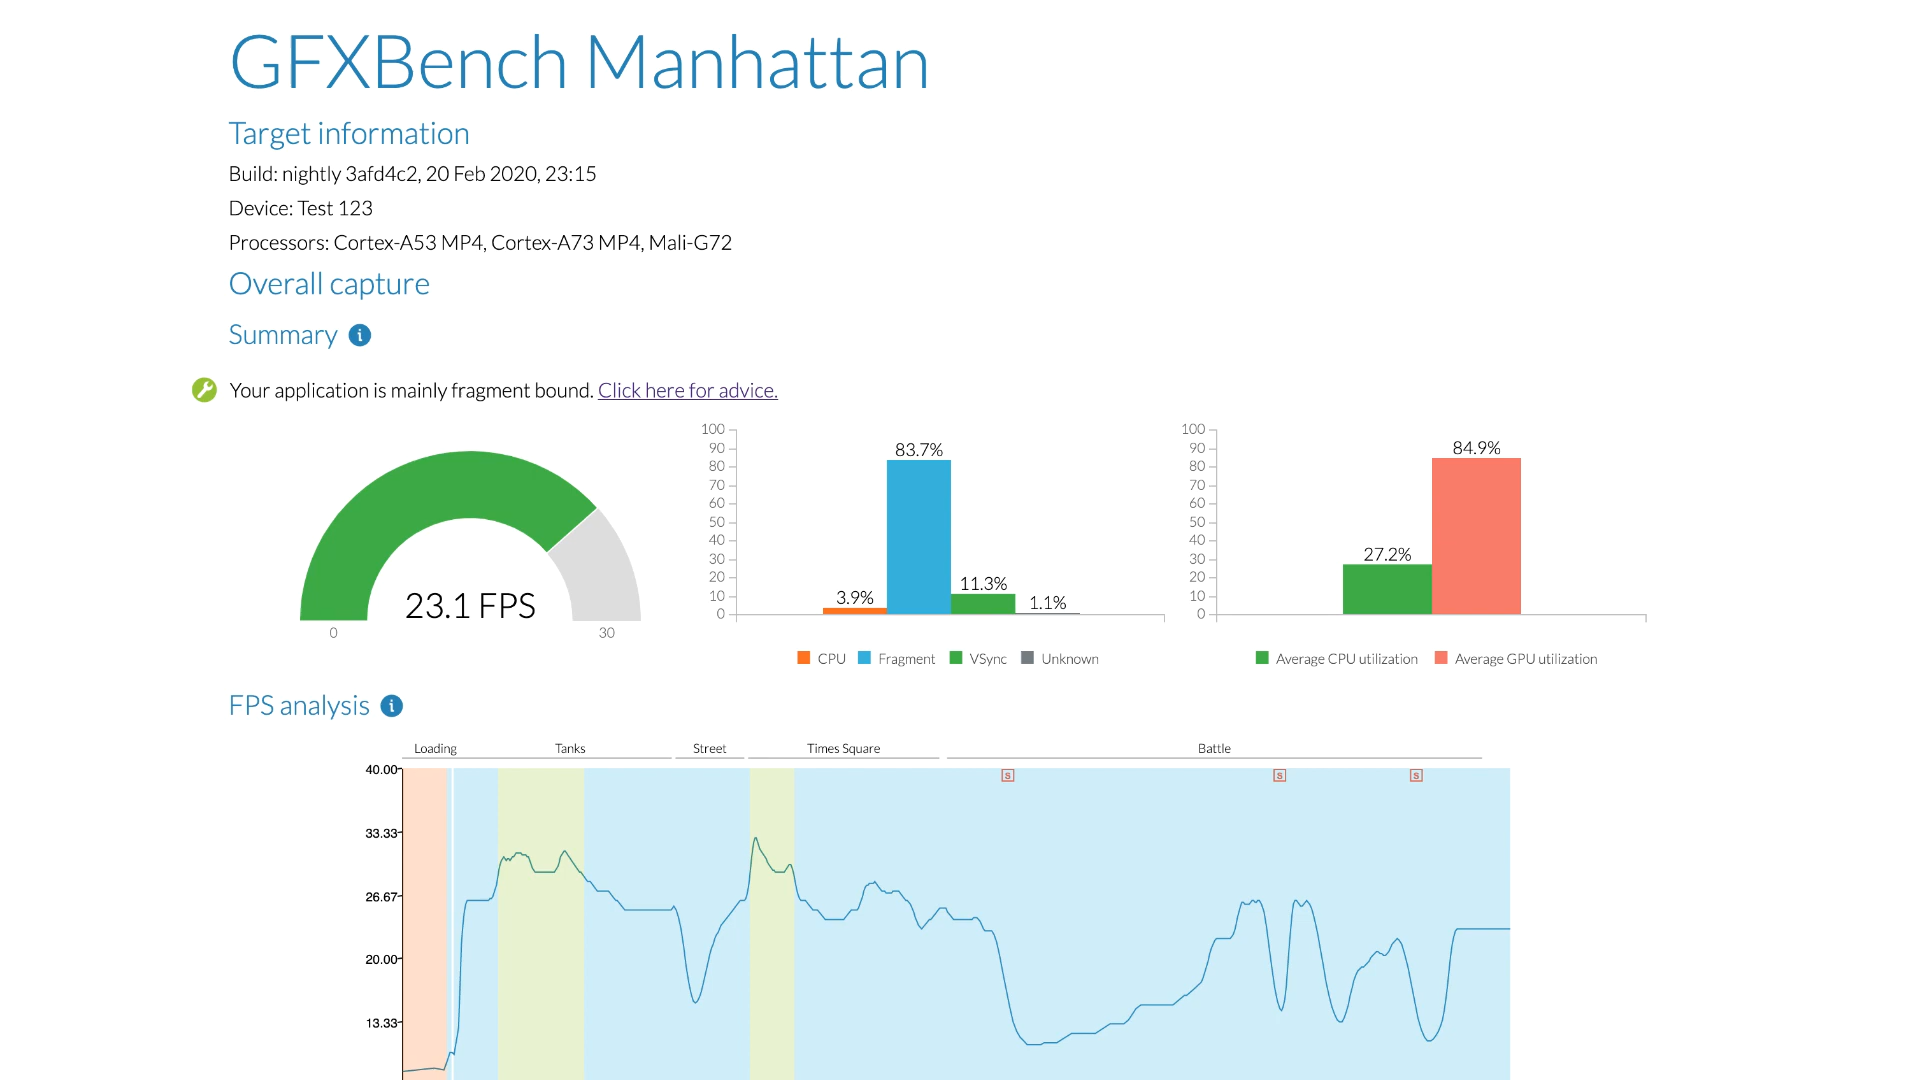 GFXBench Manhattan
Target information
Build: nightly 3afd4c2, 20 Feb 2020, 23:15
Device: Test 123
Processors: Cortex-A53 MP4, Cortex-A73 MP4, Mali-G72
Overall capture
Summary i
Your application is mainly fragment bound. Click here for advice.
23.1 FPS
0 30
100
90
80
70
60
50
40
30
20
10
0
3.9% 83.7% 11.3% 1.1%
CPU Fragment VSync Unknown
100
90
80
70
60
50
40
30
20
10
0
27.2% 84.9%
Average CPU utilization Average GPU utilization
FPS analysis i
Loading Tanks Street Times Square Battle
S S S
40.00
33.33
26.67
20.00
13.33